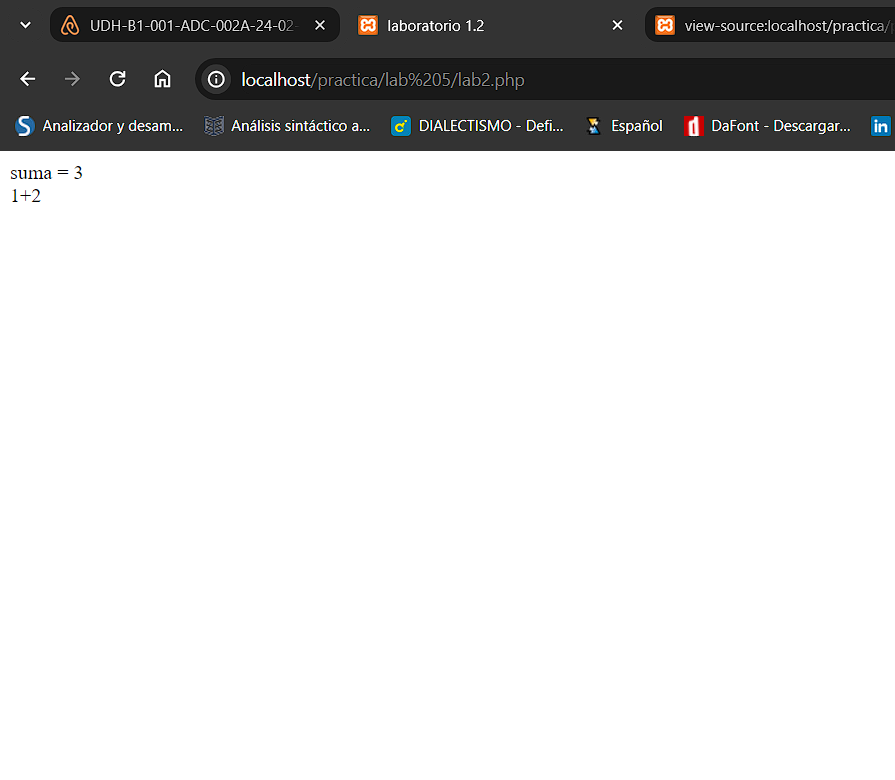 UDH-B1-001-ADC-002A-24-02-
laboratorio 1.2
view-source:localhost/practica/
localhost/practica/lab%205/lab2.php
Analizador y desam...
Análisis sintáctico a...
DIALECTISMO - Defi...
Español
DaFont - Descargar...
in
suma = 3
1+2